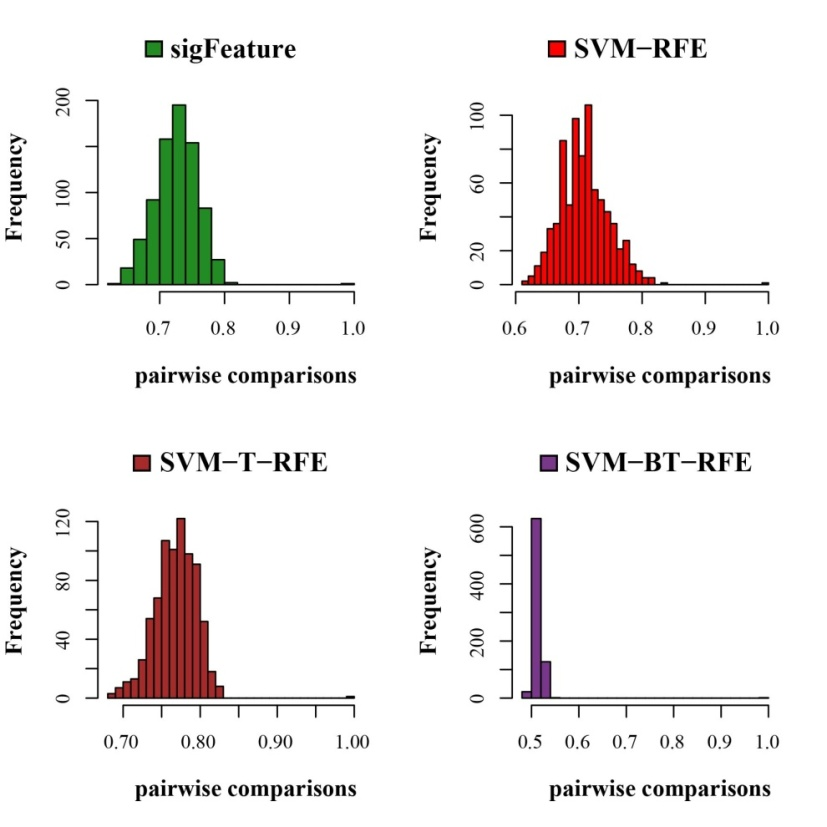 sigFeature
Frequency
0 50 100 200
0.7 0.8 0.9 1.0
pairwise comparisons
SVM−RFE
Frequency
0 20 60 100
0.6 0.7 0.8 0.9 1.0
pairwise comparisons
SVM−T−RFE
Frequency
0 40 80 120
0.70 0.80 0.90 1.00
pairwise comparisons
SVM−BT−RFE
Frequency
0 200 400 600
0.5 0.6 0.7 0.8 0.9 1.0
pairwise comparisons